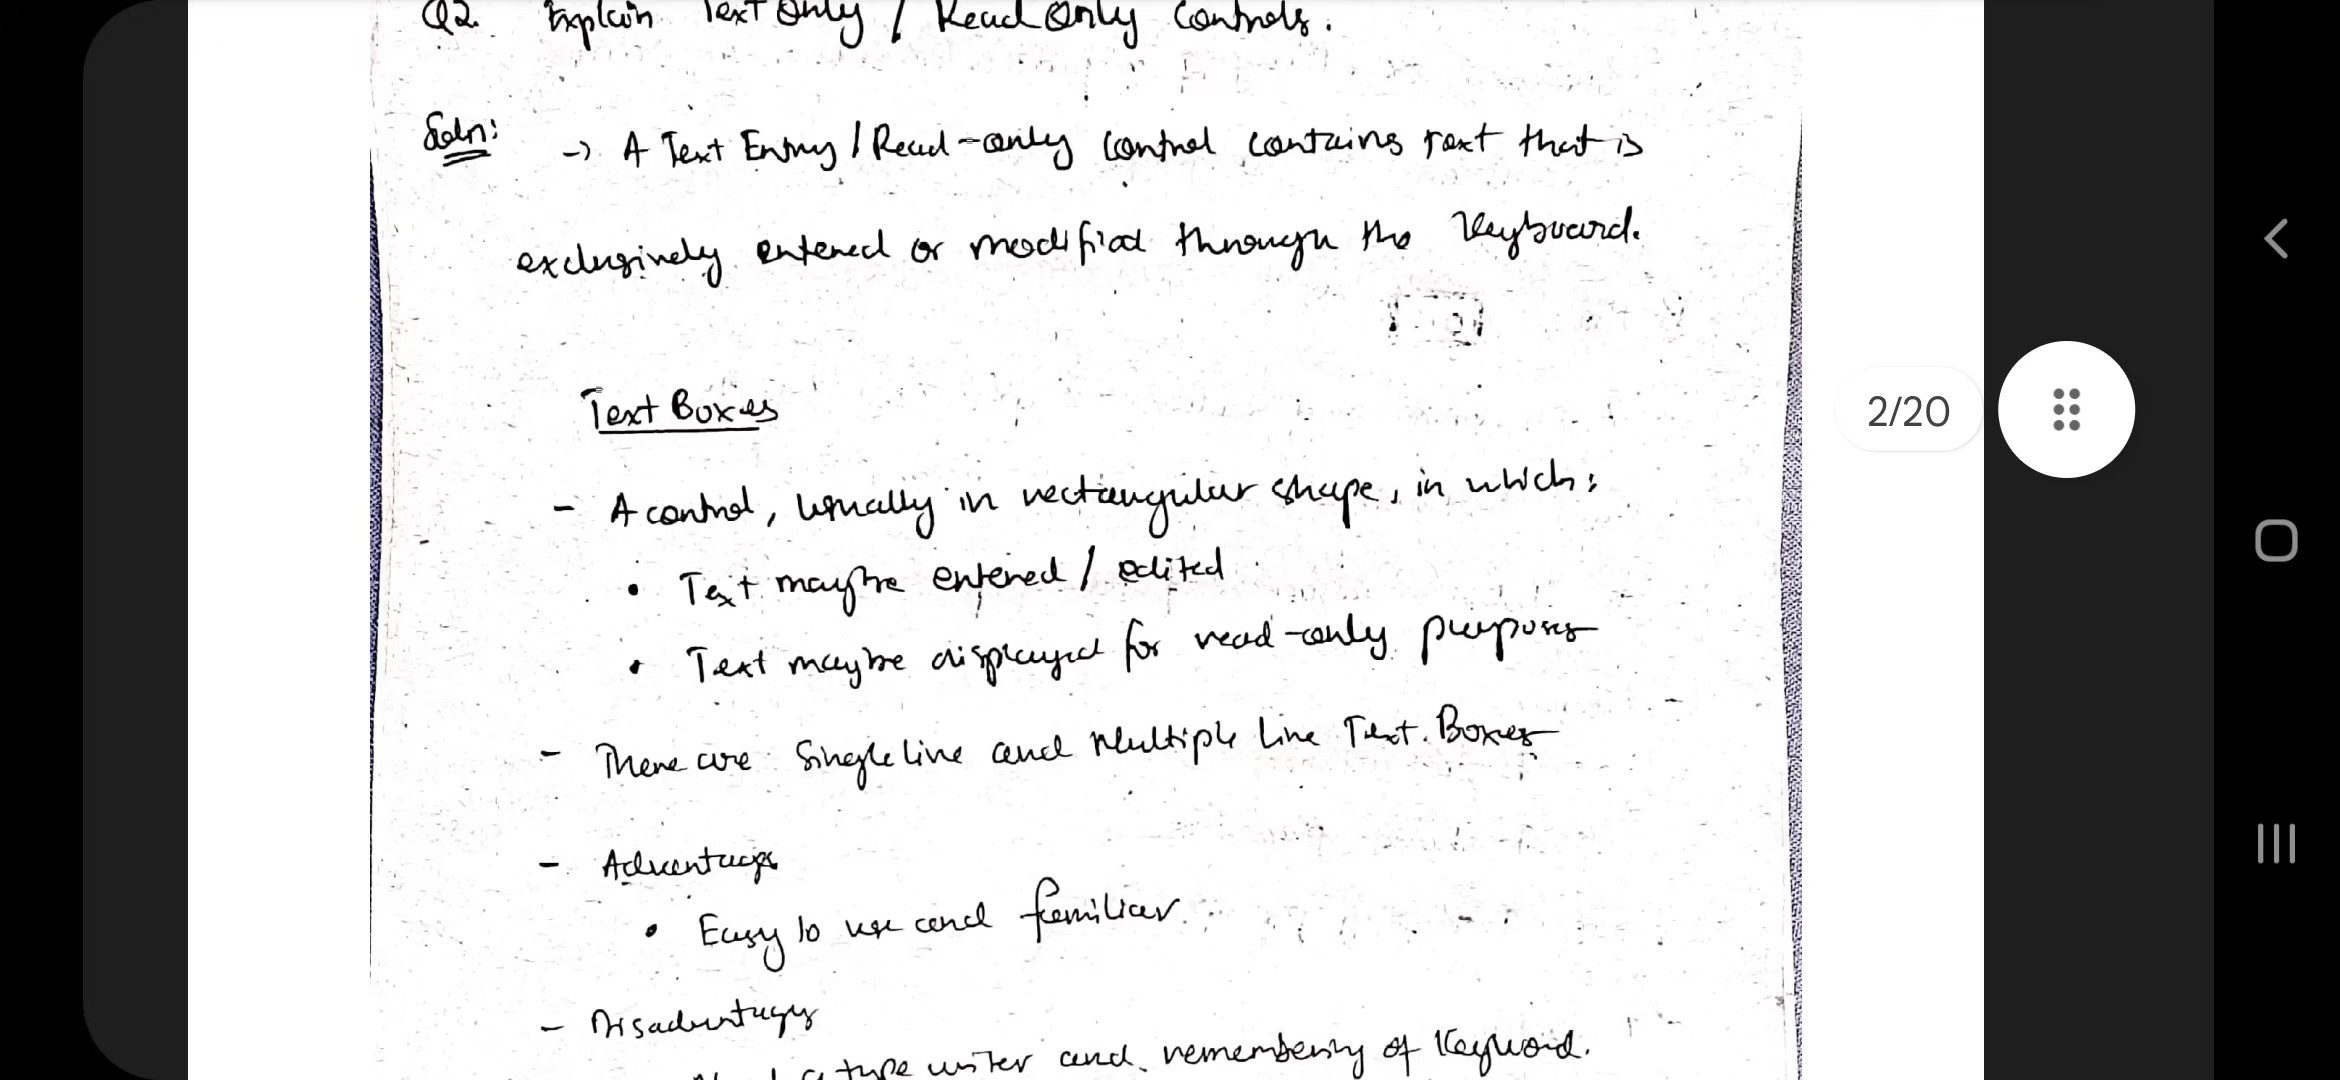 Q2. Explain Text Only / Read Only Controls.
Soln: → A Text Entry / Read-only control contains text that is
exclusively entered or modified through the Keyboard.
Text Boxes
2/20
- A control, usually in rectangular shape, in which:
• Text maybe entered / edited
• Text maybe displayed for read-only purposes
- There are Single line and Multiple Line Text Boxes
- Advantages
• Easy to use and familiar.
- Disadvantages
a type writer and remembering of Keyword.